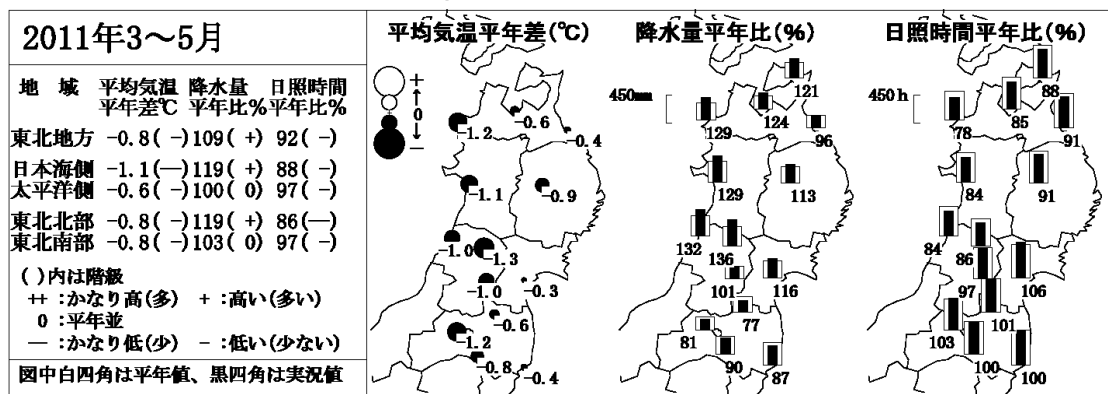 2011年3～5月
地　域　平均気温 降水量　日照時間
平年差℃ 平年比% 平年比%
東北地方 -0.8( -) 109( +) 92( -)
日本海側 -1.1(—) 119( +) 88( -)
太平洋側 -0.6( -) 100( 0) 97( -)
東北北部 -0.8( -) 119( +) 86(—)
東北南部 -0.8( -) 103( 0) 97( -)
( )内は階級
++ :かなり高(多)　+ :高い(多い)
0 :平年並
— :かなり低(少)　- :低い(少ない)
図中白四角は平年値、黒四角は実況値
平均気温平年差(℃)
+
0
-
-0.6
-1.2
-0.4
-1.1
-0.9
-1.0
-1.3
-1.0
-0.3
-0.6
-1.2
-0.8
-0.4
降水量平年比(%)
450mm
121
129
124
96
129
113
132
136
101
116
77
81
90
87
日照時間平年比(%)
450h
88
78
85
91
84
91
84
86
97
106
101
103
100
100